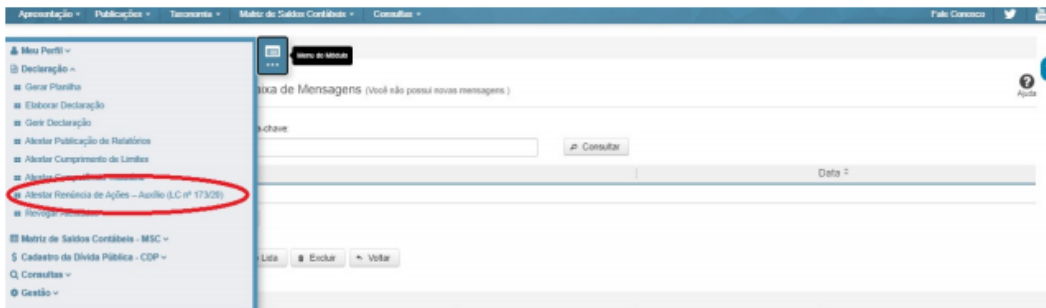 Apresentação Publicações Taxonomia Matriz de Saldos Contábeis Consultas Fale Conosco
Meu Perfil
Menu do Módulo
Declaração
Gerar Planilha
aixa de Mensagens (Você não possui novas mensagens.)
Ajuda
Elaborar Declaração
Gerir Declaração
Atestar Publicação de Relatórios
a-chave:
Atestar Cumprimento de Limites
Consultar
Atestar
Data
Atestar Renúncia de Ações – Auxílio (LC nº 173/20)
Revogar
Matriz de Saldos Contábeis - MSC
$ Cadastro da Dívida Pública - CDP
Lista Excluir Voltar
Consultas
Gestão